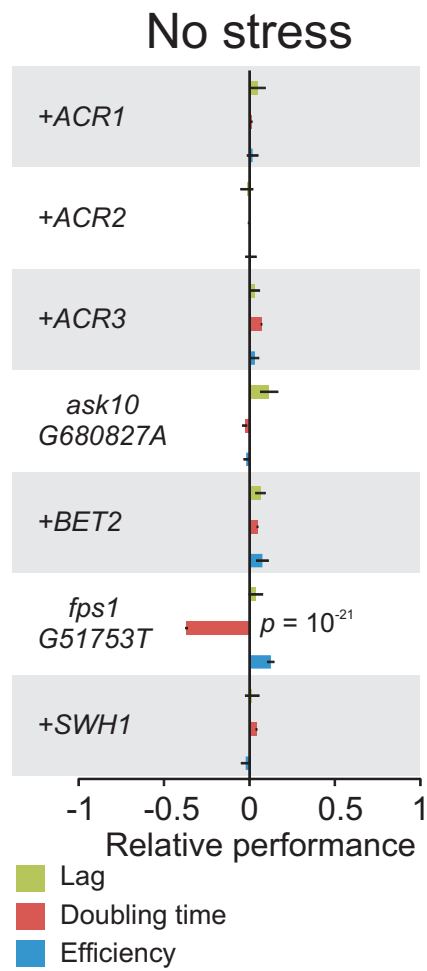 No stress
+ACR1
+ACR2
+ACR3
ask10
G680827A
+BET2
fps1
G51753T
p = 10⁻²¹
+SWH1
-1 -0.5 0 0.5 1
Relative performance
Lag
Doubling time
Efficiency